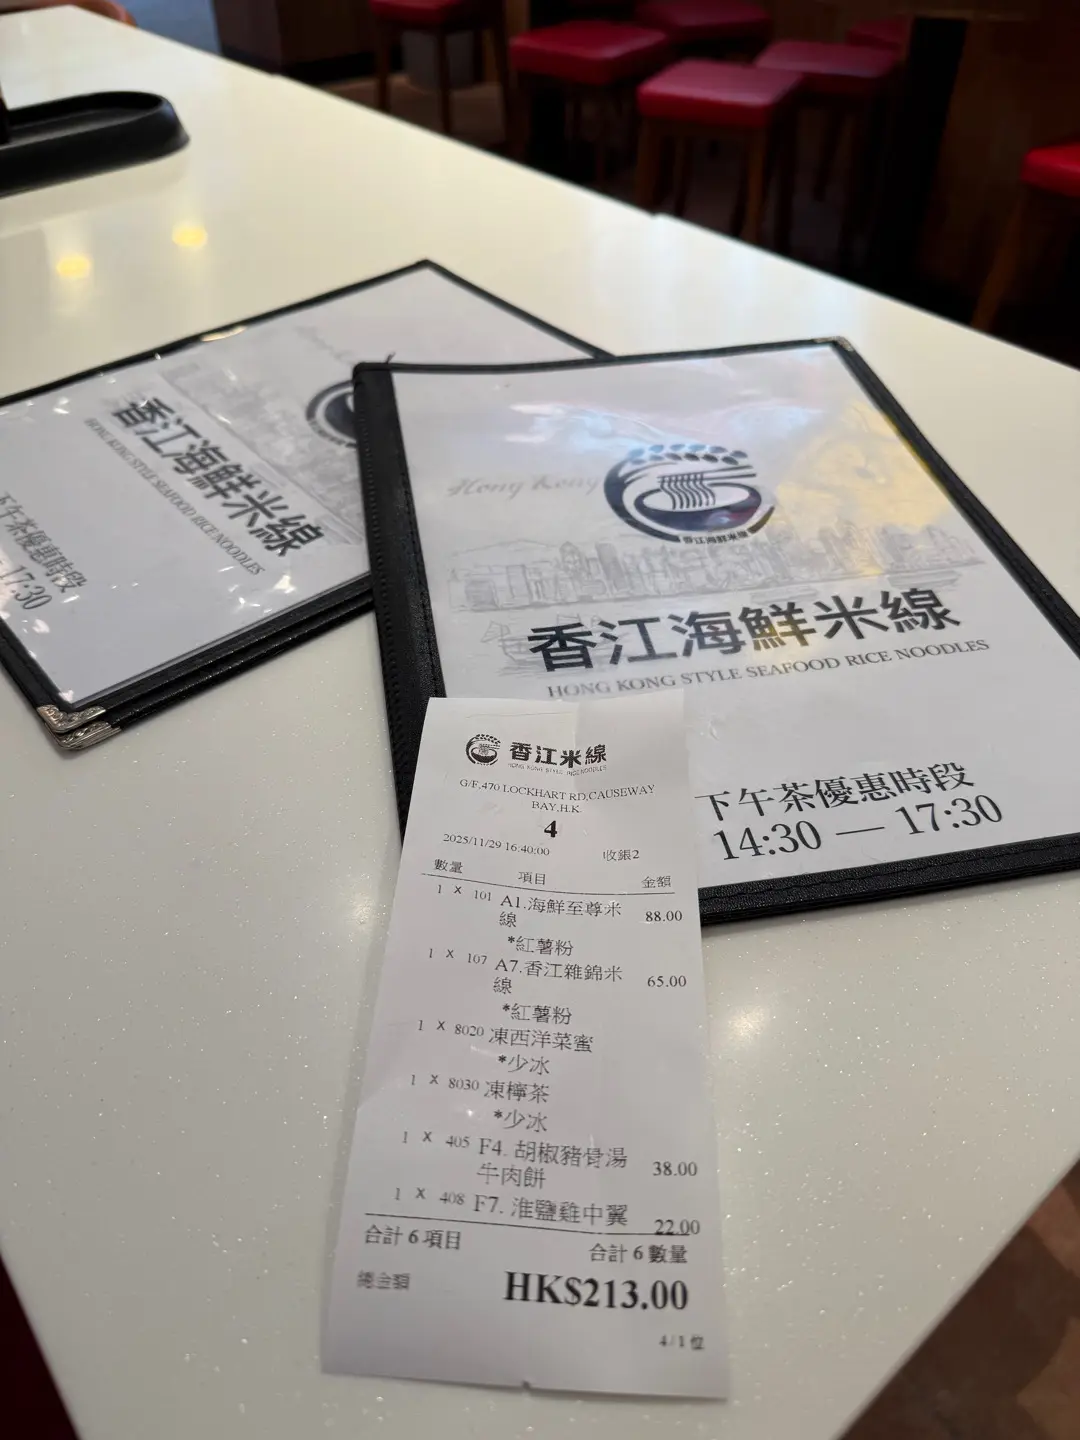 香江海鮮米線
HONG KONG STYLE SEAFOOD RICE NOODLES
下午茶優惠時段
17:30
Hong Kong
香江海鮮米線
香江海鮮米線
HONG KONG STYLE SEAFOOD RICE NOODLES
下午茶優惠時段
14:30 — 17:30
香江米線
HONG KONG STYLE RICE NOODLES
G/F,470 LOCKHART RD,CAUSEWAY
BAY,H.K.
4
2025/11/29 16:40:00 收銀2
數量 項目 金額
1 X 101 A1.海鮮至尊米 88.00
線
*紅薯粉
1 X 107 A7.香江雜錦米 65.00
線
*紅薯粉
1 X 8020 凍西洋菜蜜
*少冰
1 X 8030 凍檸茶
*少冰
1 X 405 F4. 胡椒豬骨湯 38.00
牛肉餅
1 X 408 F7. 淮鹽雞中翼 22.00
合計 6 項目 合計 6 數量
總金額 HK$213.00
4 / 1 位